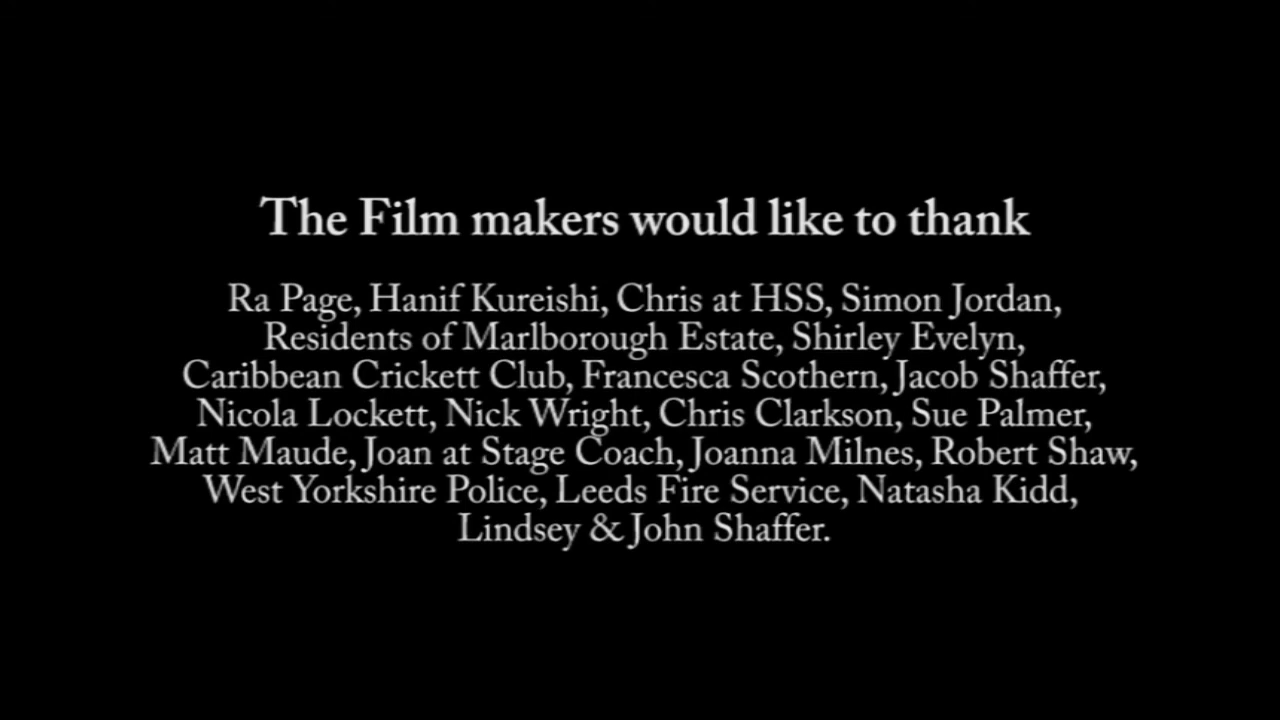 The Film makers would like to thank
Ra Page, Hanif Kureishi, Chris at HSS, Simon Jordan,
Residents of Marlborough Estate, Shirley Evelyn,
Caribbean Crickett Club, Francesca Scothern, Jacob Shaffer,
Nicola Lockett, Nick Wright, Chris Clarkson, Sue Palmer,
Matt Maude, Joan at Stage Coach, Joanna Milnes, Robert Shaw,
West Yorkshire Police, Leeds Fire Service, Natasha Kidd,
Lindsey & John Shaffer.